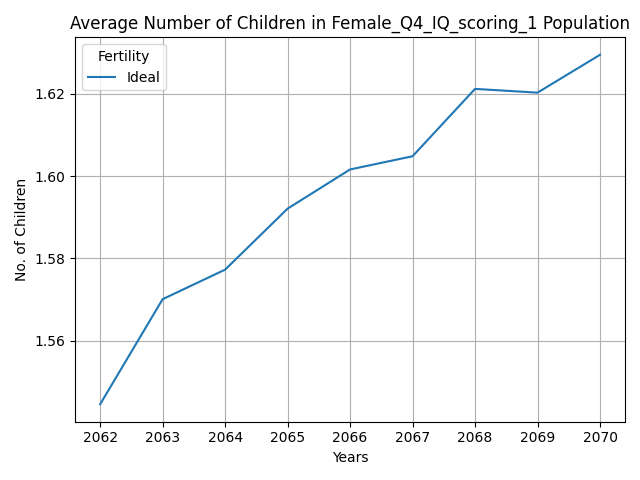 Average Number of Children in Female_Q4_IQ_scoring_1 Population
Fertility
Ideal
No. of Children
1.62
1.60
1.58
1.56
2062 2063 2064 2065 2066 2067 2068 2069 2070
Years